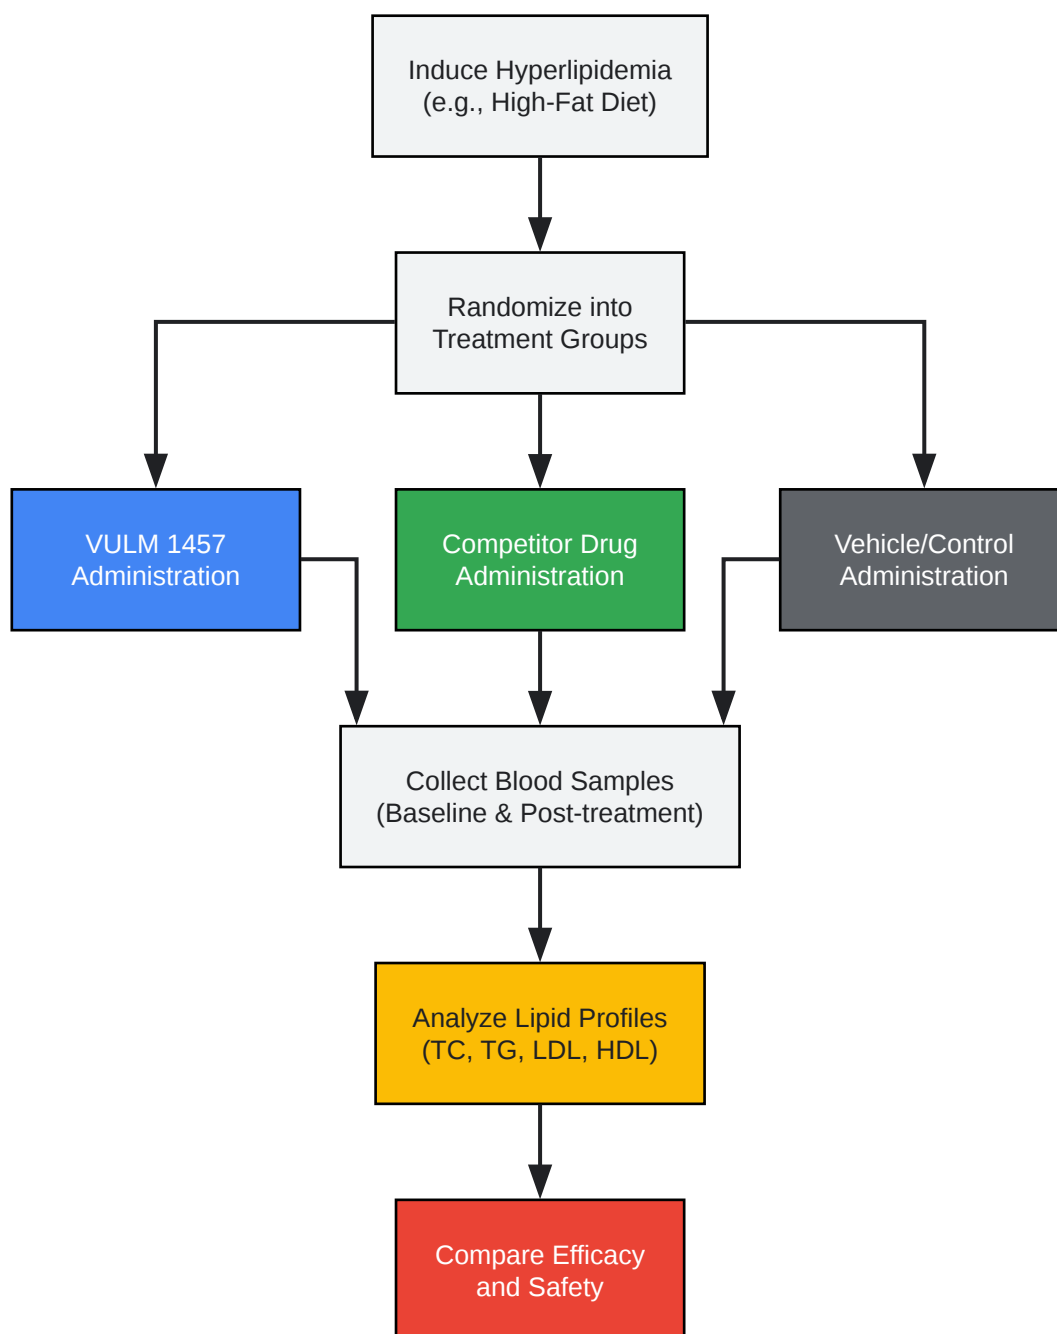 Induce Hyperlipidemia
(e.g., High-Fat Diet)
Randomize into
Treatment Groups
VULM 1457
Administration
Competitor Drug
Administration
Vehicle/Control
Administration
Collect Blood Samples
(Baseline & Post-treatment)
Analyze Lipid Profiles
(TC, TG, LDL, HDL)
Compare Efficacy
and Safety